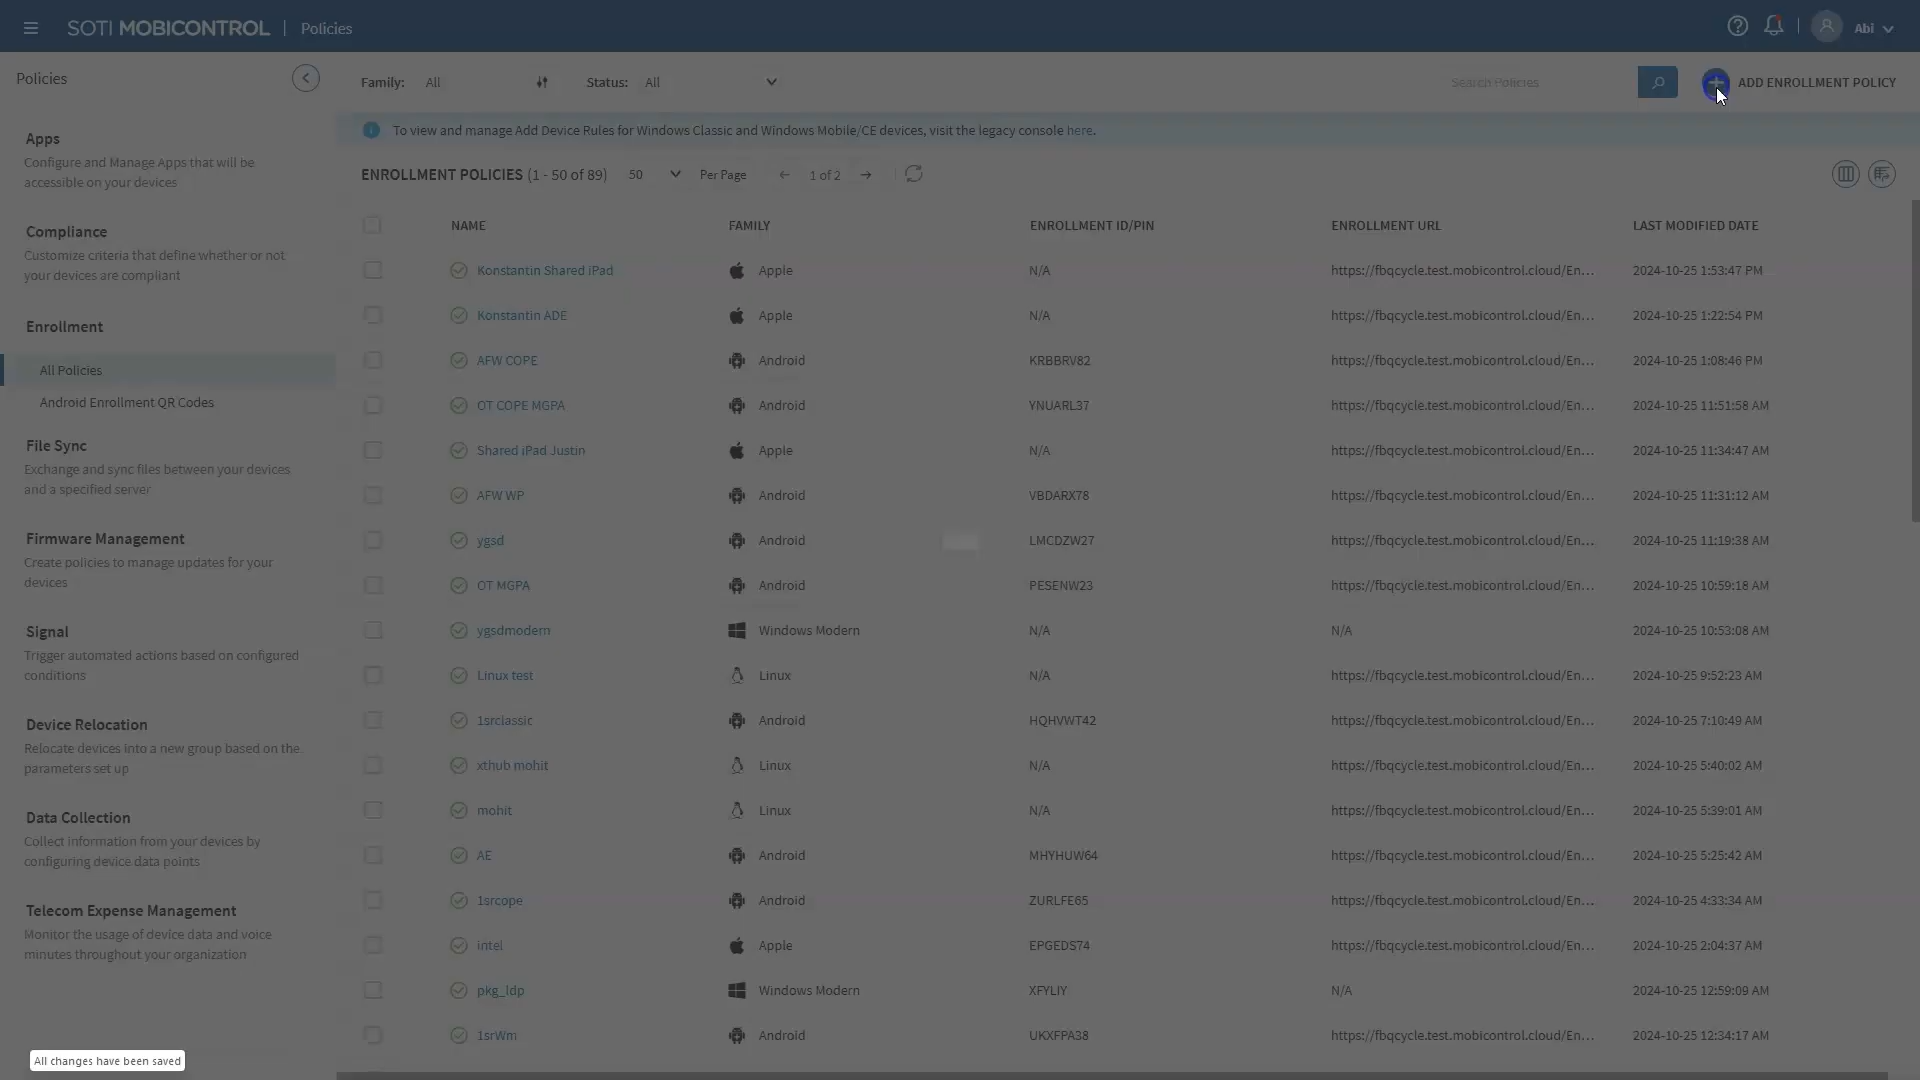 SOTI MOBICONTROL | Policies
Abi
Policies
Family: All
Status: All
Search Policies
ADD ENROLLMENT POLICY
To view and manage Add Device Rules for Windows Classic and Windows Mobile/CE devices, visit the legacy console here.
Apps
Configure and Manage Apps that will be
accessible on your devices
Compliance
Customize criteria that define whether or not
your devices are compliant
Enrollment
All Policies
Android Enrollment QR Codes
File Sync
Exchange and sync files between your devices
and a specified server
Firmware Management
Create policies to manage updates for your
devices
Signal
Trigger automated actions based on configured
conditions
Device Relocation
Relocate devices into a new group based on the
parameters set up
Data Collection
Collect information from your devices by
configuring device data points
Telecom Expense Management
Monitor the usage of device data and voice
minutes throughout your organization
ENROLLMENT POLICIES (1 - 50 of 89) 50 Per Page 1 of 2
NAME FAMILY ENROLLMENT ID/PIN ENROLLMENT URL LAST MODIFIED DATE
Konstantin Shared iPad Apple N/A https://fbqcycle.test.mobicontrol.cloud/En... 2024-10-25 1:53:47 PM
Konstantin ADE Apple N/A https://fbqcycle.test.mobicontrol.cloud/En... 2024-10-25 1:22:54 PM
AFW COPE Android KRBBRV82 https://fbqcycle.test.mobicontrol.cloud/En... 2024-10-25 1:08:46 PM
OT COPE MGPA Android YNUARL37 https://fbqcycle.test.mobicontrol.cloud/En... 2024-10-25 11:51:58 AM
Shared iPad Justin Apple N/A https://fbqcycle.test.mobicontrol.cloud/En... 2024-10-25 11:34:47 AM
AFW WP Android VBDARX78 https://fbqcycle.test.mobicontrol.cloud/En... 2024-10-25 11:31:12 AM
ygsd Android LMCDZW27 https://fbqcycle.test.mobicontrol.cloud/En... 2024-10-25 11:19:38 AM
OT MGPA Android PESENW23 https://fbqcycle.test.mobicontrol.cloud/En... 2024-10-25 10:59:18 AM
ygsdmodern Windows Modern N/A N/A 2024-10-25 10:53:08 AM
Linux test Linux N/A https://fbqcycle.test.mobicontrol.cloud/En... 2024-10-25 9:52:23 AM
1srclassic Android HQHVWT42 https://fbqcycle.test.mobicontrol.cloud/En... 2024-10-25 7:10:49 AM
xthub mohit Linux N/A https://fbqcycle.test.mobicontrol.cloud/En... 2024-10-25 5:40:02 AM
mohit Linux N/A https://fbqcycle.test.mobicontrol.cloud/En... 2024-10-25 5:39:01 AM
AE Android MHYHUW64 https://fbqcycle.test.mobicontrol.cloud/En... 2024-10-25 5:25:42 AM
1srcope Android ZURLFE65 https://fbqcycle.test.mobicontrol.cloud/En... 2024-10-25 4:33:34 AM
intel Apple EPGEDS74 https://fbqcycle.test.mobicontrol.cloud/En... 2024-10-25 2:04:37 AM
pkg_ldp Windows Modern XFYLIY N/A 2024-10-25 12:59:09 AM
1srWm Android UKXFPA38 https://fbqcycle.test.mobicontrol.cloud/En... 2024-10-25 12:34:17 AM
All changes have been saved